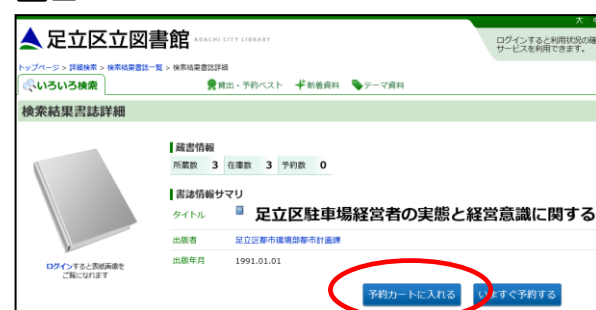 大
足立区立図書館 ADACHI CITY LIBRARY
ログインすると利用状況の
サービスを利用できます。
トップページ > 詳細検索 > 検索結果書誌一覧 > 検索結果書誌詳細
いろいろ検索 貸出・予約ベスト 新着資料 テーマ資料
検索結果書誌詳細
蔵書情報
所蔵数 3 在庫数 3 予約数 0
書誌情報サマリ
タイトル 足立区駐車場経営者の実態と経営意識に関する
出版者 足立区都市環境部都市計画課
出版年月 1991.01.01
ログインすると表紙画像を
ご覧になれます
予約カートに入れる いますぐ予約する